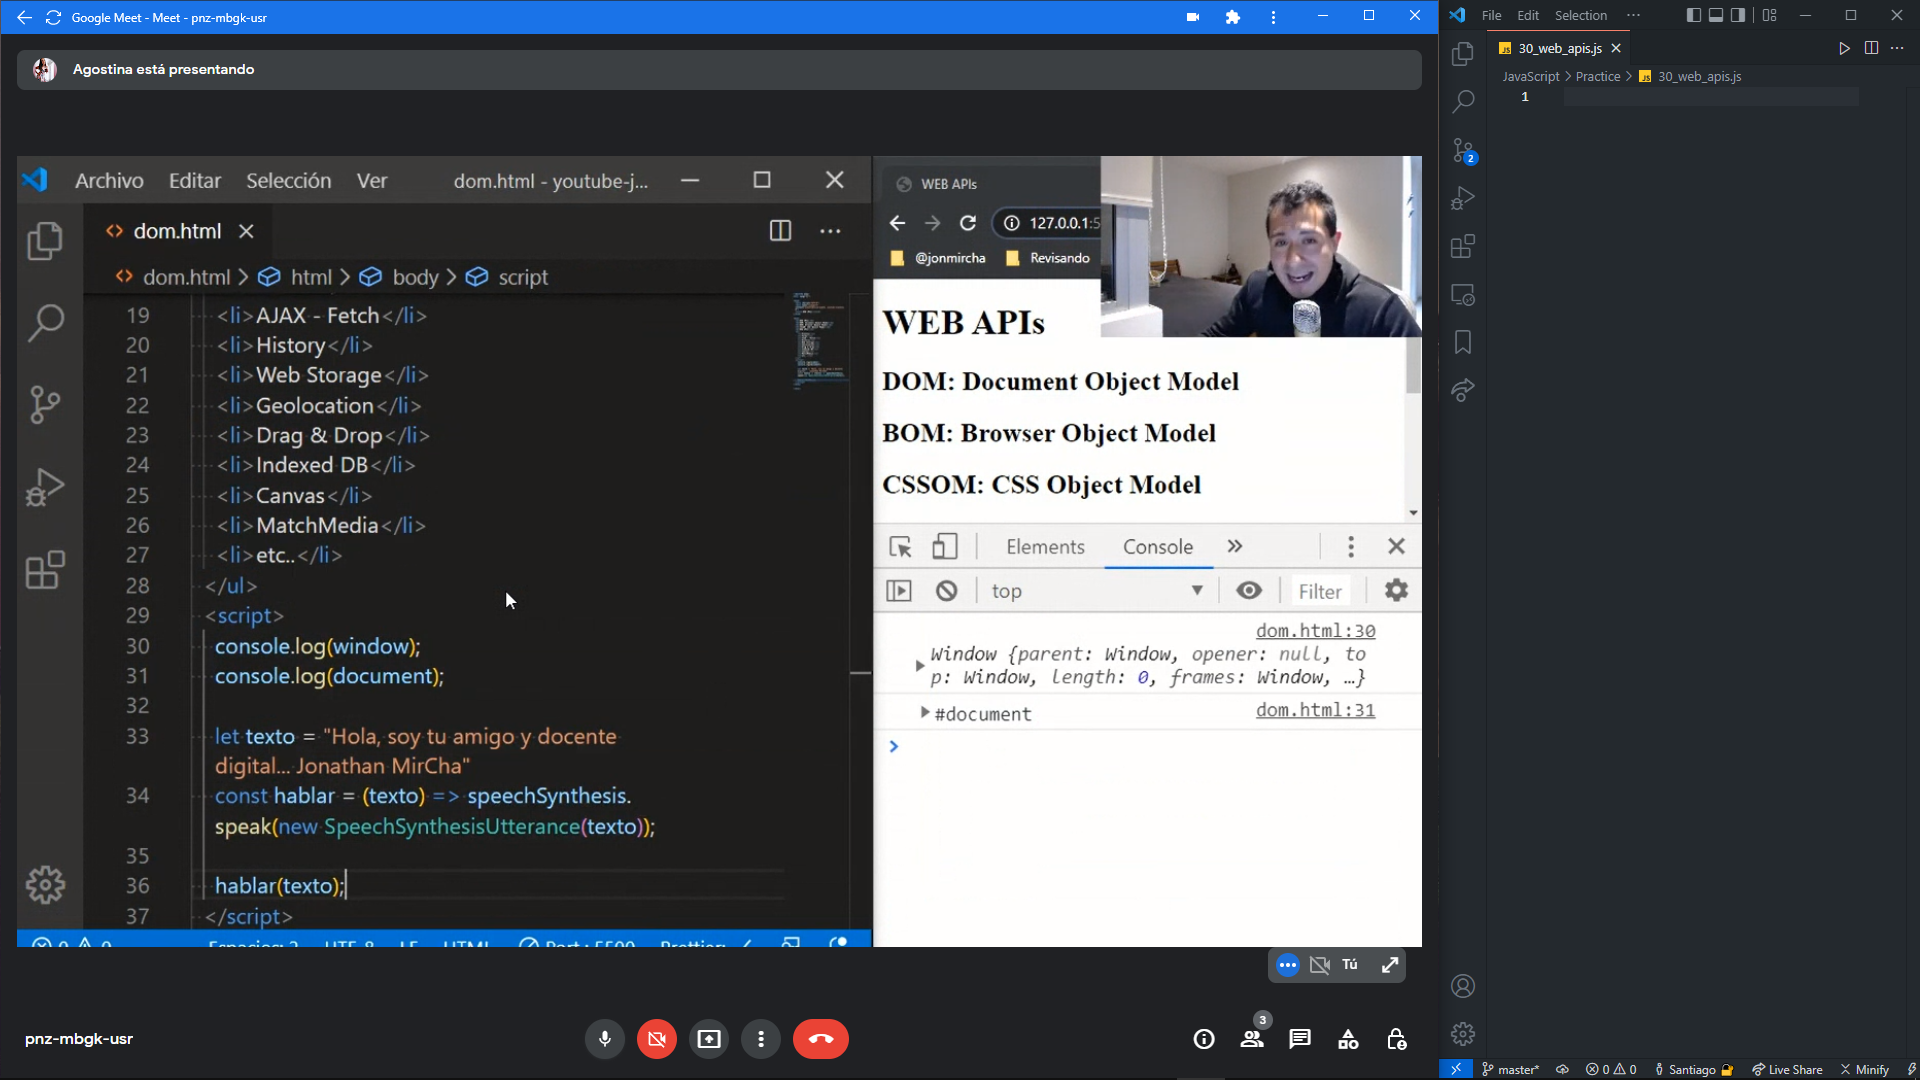 Google Meet - Meet - pnz-mbgk-usr
Agostina está presentando
Archivo Editar Selección Ver dom.html - youtube-j...
dom.html
dom.html > html > body > script
19 <li>AJAX - Fetch</li>
20 <li>History</li>
21 <li>Web Storage</li>
22 <li>Geolocation</li>
23 <li>Drag & Drop</li>
24 <li>Indexed DB</li>
25 <li>Canvas</li>
26 <li>MatchMedia</li>
27 <li>etc..</li>
28 </ul>
29 <script>
30 console.log(window);
31 console.log(document);
32
33 let texto = "Hola, soy tu amigo y docente
digital... Jonathan MirCha"
34 const hablar = (texto) => speechSynthesis.
speak(new SpeechSynthesisUtterance(texto));
35
36 hablar(texto);
37 </script>
Espacios: 2 UTF-8 LF HTML Port : 5500 Prettier:
WEB APIs
127.0.0.1:5
@jonmircha Revisando
WEB APIs
DOM: Document Object Model
BOM: Browser Object Model
CSSOM: CSS Object Model
Elements Console
top Filter
dom.html:30
Window {parent: Window, opener: null, to
p: Window, length: 0, frames: Window, …}
#document dom.html:31
Tú
pnz-mbgk-usr
3
File Edit Selection
JS 30_web_apis.js
JavaScript > Practice > JS 30_web_apis.js
1
2
master* 0 0 Santiago Live Share Minify